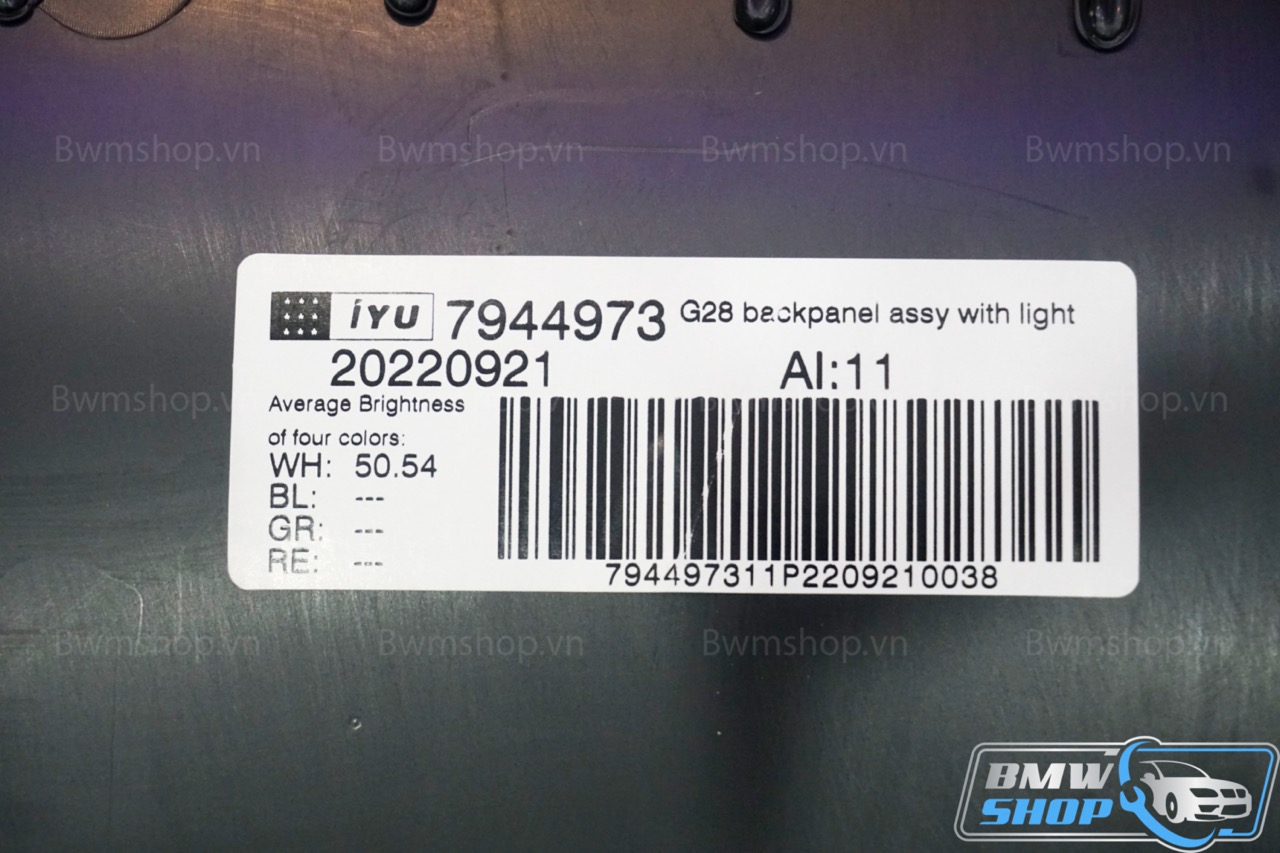 Bwmshop.vn Bwmshop.vn Bwmshop.vn Bwmshop.vn
iYU 7944973 G28 backpanel assy with light
20220921 AI:11
Bwmshop.vn Bwmshop.vn
Average Brightness
of four colors:
WH: 50.54
BL: ---
GR: ---
RE: ---
794497311P2209210038
Bwmshop.vn Bwmshop.vn Bwmshop.vn Bwmshop.vn
BMW
SHOP